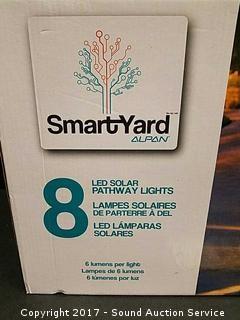 SmartYard
ALPAN
8
LED SOLAR
PATHWAY LIGHTS
LAMPES SOLAIRES
DE PARTERRE À DEL
LED LÁMPARAS
SOLARES
6 lumens per light
Lampes de 6 lumens
6 lúmenes por luz
Copyright 2017 - Sound Auction Service